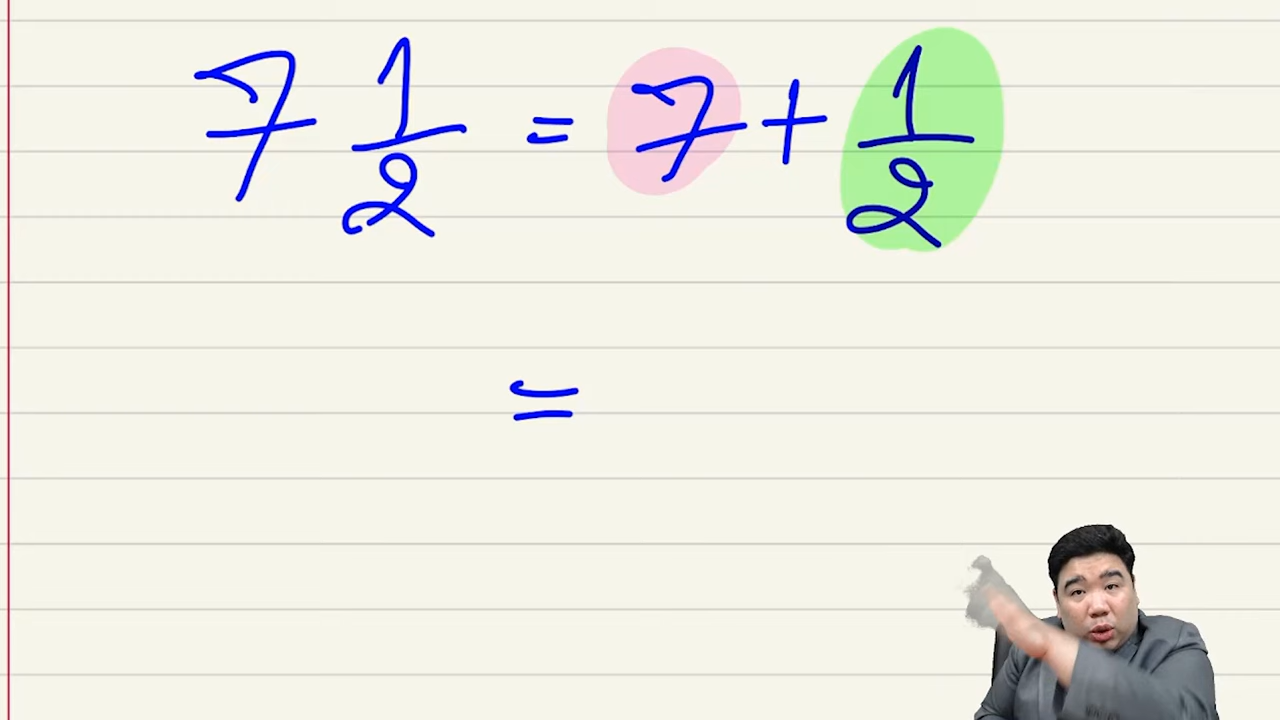 7 1/2 = 7 + 1/2
=